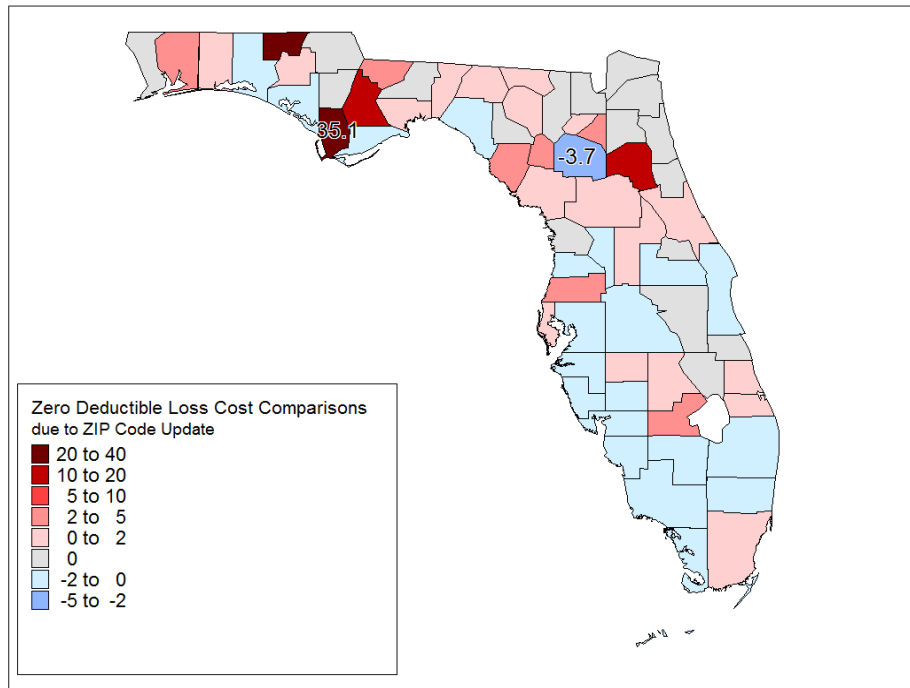 35.1
-3.7
Zero Deductible Loss Cost Comparisons
due to ZIP Code Update
20 to 40
10 to 20
5 to 10
2 to 5
0 to 2
0
-2 to 0
-5 to -2